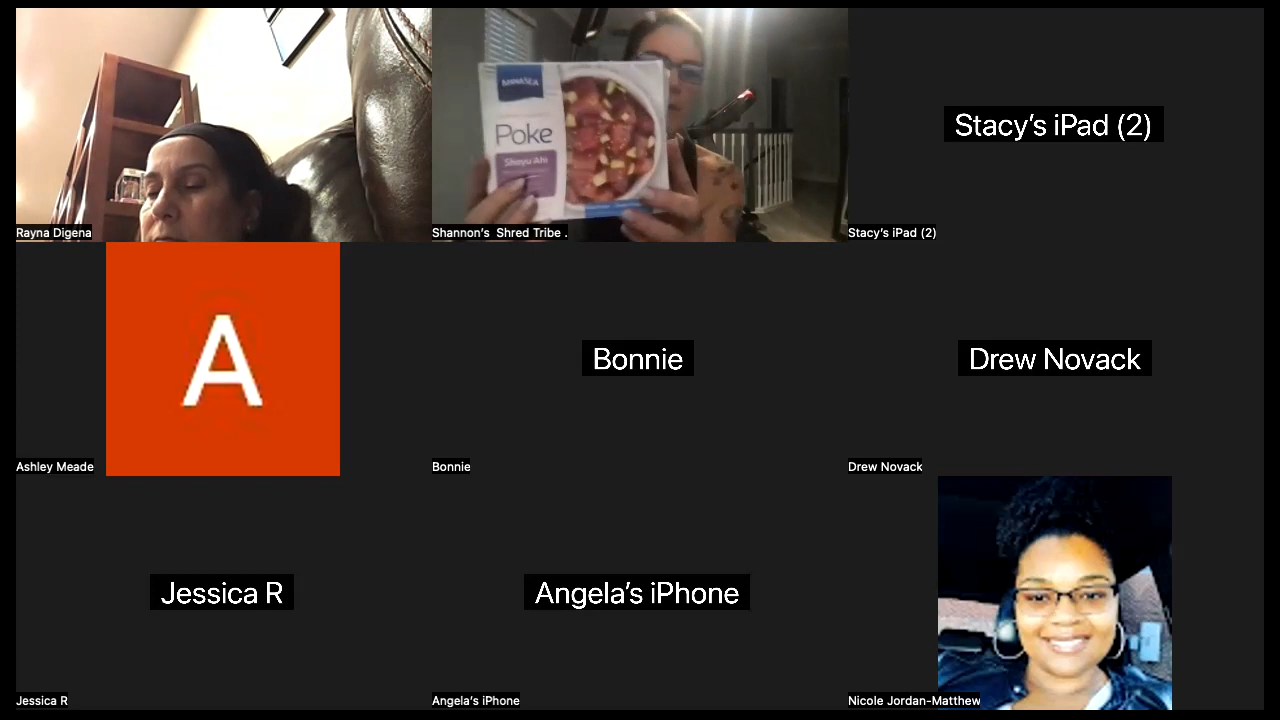 Poke
Shoyu Ahi
Stacy's iPad (2)
Rayna Digena
Shannon's Shred Tribe .
Stacy's iPad (2)
A
Bonnie
Drew Novack
Ashley Meade
Bonnie
Drew Novack
Jessica R
Angela's iPhone
Jessica R
Angela's iPhone
Nicole Jordan-Matthew